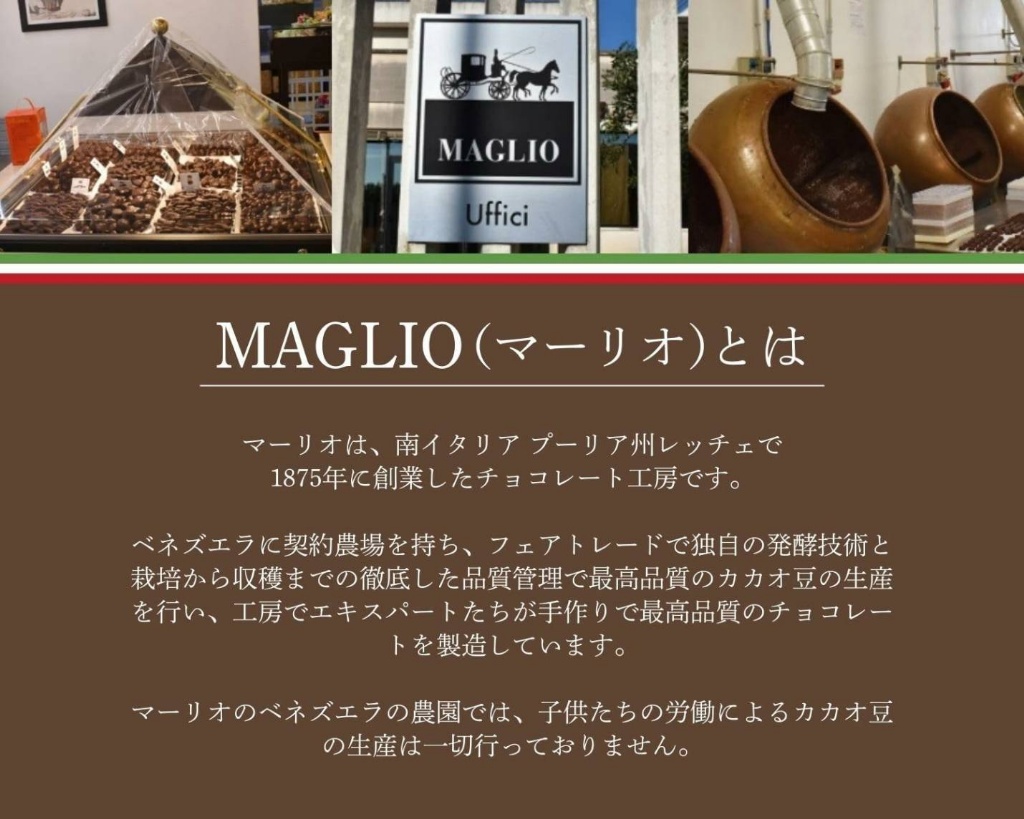 MAGLIO
Uffici
MAGLIO(マーリオ)とは
マーリオは、南イタリア プーリア州レッチェで
1875年に創業したチョコレート工房です。
ベネズエラに契約農場を持ち、フェアトレードで独自の発酵技術と
栽培から収穫までの徹底した品質管理で最高品質のカカオ豆の生産
を行い、工房でエキスパートたちが手作りで最高品質のチョコレー
トを製造しています。
マーリオのベネズエラの農園では、子供たちの労働によるカカオ豆
の生産は一切行っておりません。